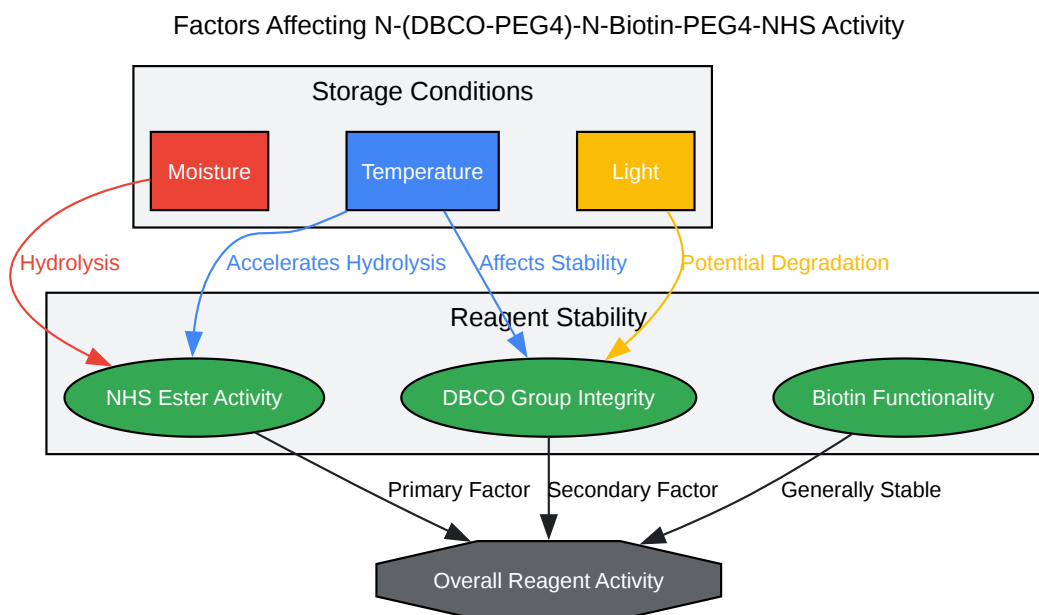 Factors Affecting N-(DBCO-PEG4)-N-Biotin-PEG4-NHS Activity
Storage Conditions
Moisture
Temperature
Light
Hydrolysis
Accelerates Hydrolysis
Affects Stability
Potential Degradation
Reagent Stability
NHS Ester Activity
DBCO Group Integrity
Biotin Functionality
Primary Factor
Secondary Factor
Generally Stable
Overall Reagent Activity